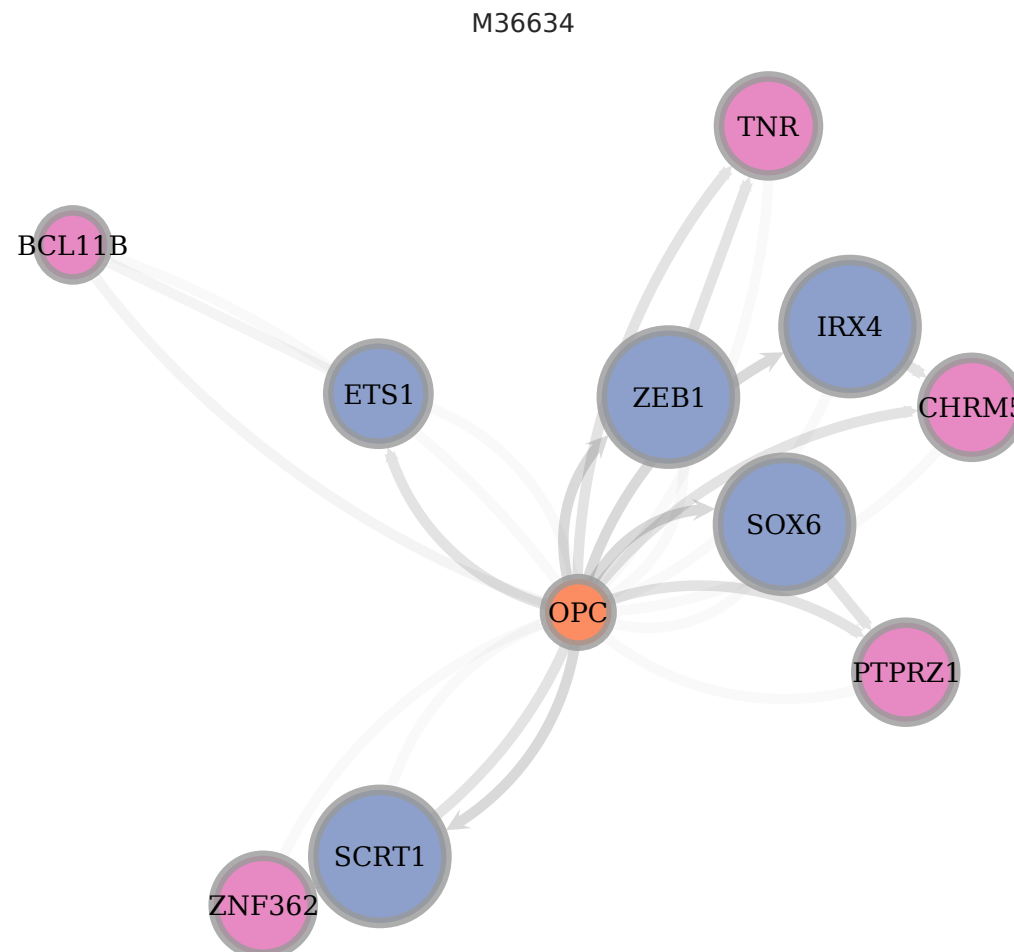 M36634
TNR
BCL11B
IRX4
ETS1
ZEB1
CHRM5
SOX6
OPC
PTPRZ1
SCRT1
ZNF362